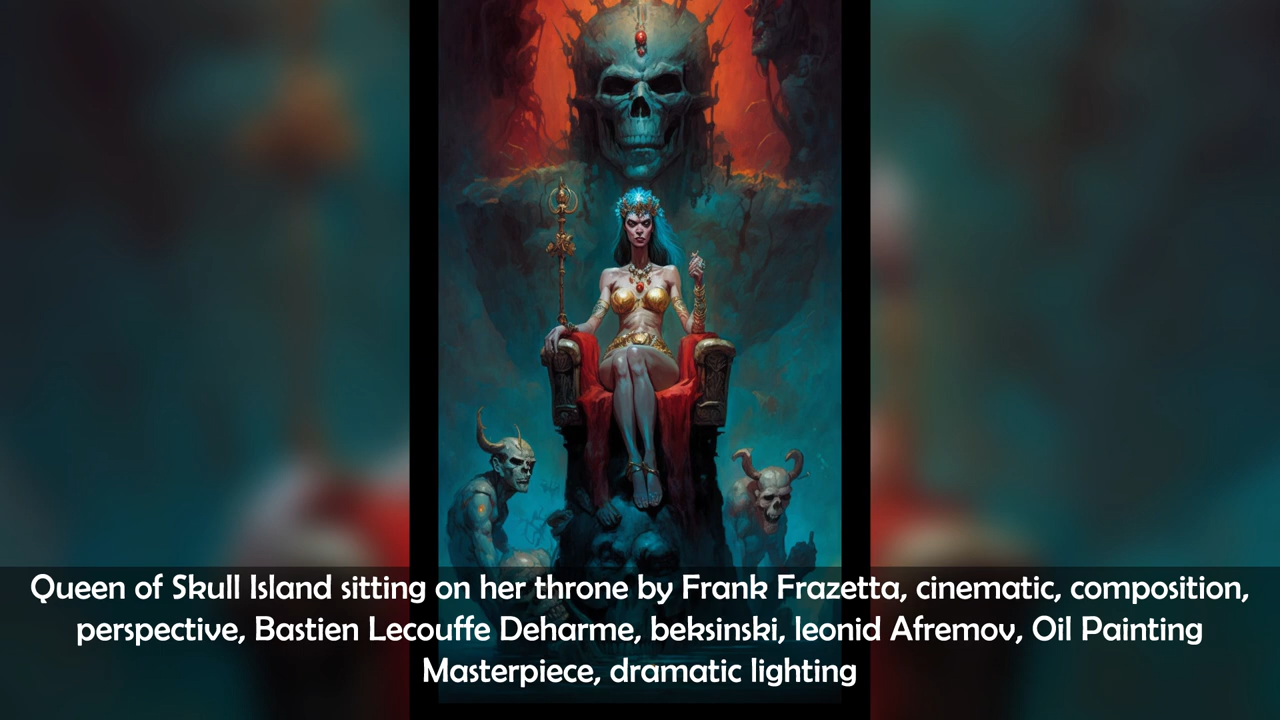 Queen of Skull Island sitting on her throne by Frank Frazetta, cinematic, composition,
perspective, Bastien Lecouffe Deharme, beksinski, leonid Afremov, Oil Painting
Masterpiece, dramatic lighting